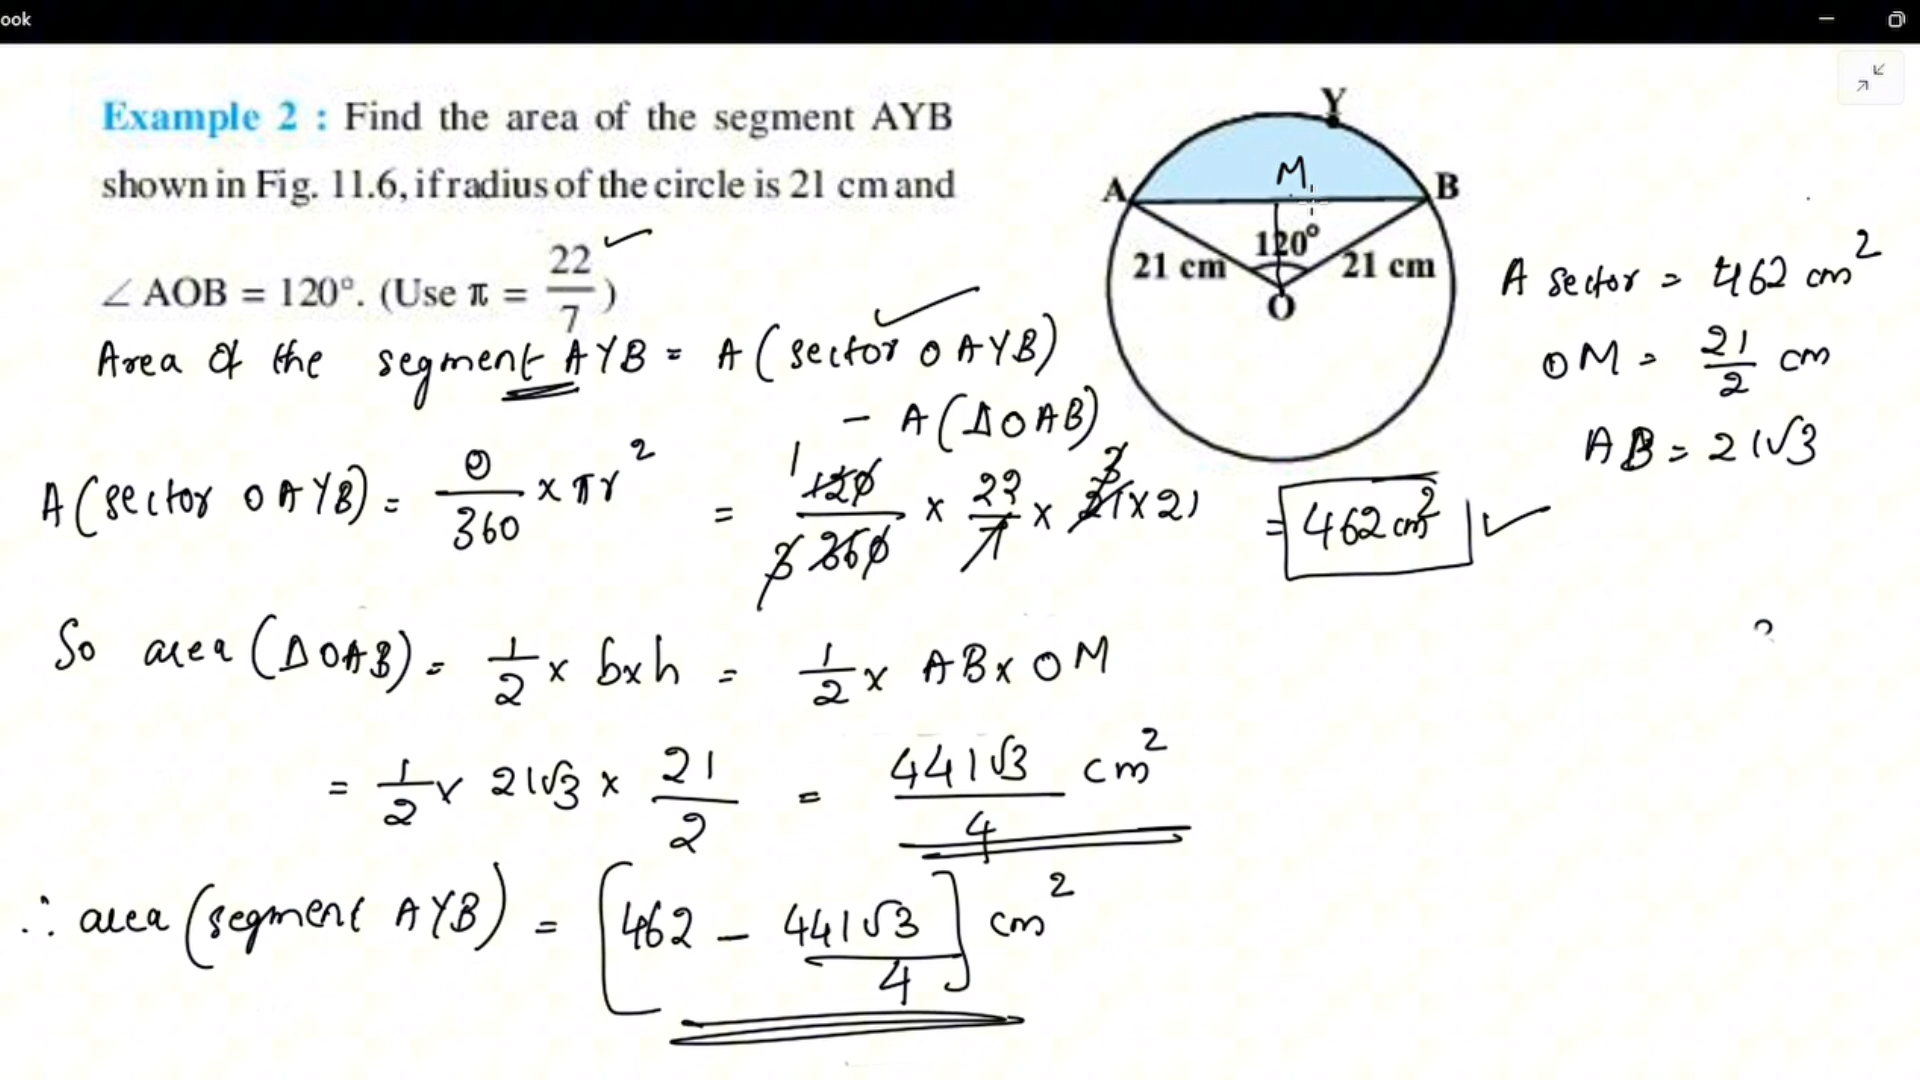 ook
Example 2 : Find the area of the segment AYB
shown in Fig. 11.6, if radius of the circle is 21 cm and
∠ AOB = 120°. (Use π = 22/7)
Y
M
A
B
120°
21 cm
21 cm
O
A sector = 462 cm²
OM = 21/2 cm
AB = 21√3
Area of the segment AYB = A(sector OAYB)
- A(ΔOAB)
A(sector OAYB) = θ/360 × πr² = 120/360 × 22/7 × 21 × 21 = 462 cm²
1
3
3
So area (ΔOAB) = 1/2 × b×h = 1/2 × AB × OM
= 1/2 × 21√3 × 21/2 = 441√3/4 cm²
∴ area (segment AYB) = [462 - 441√3/4] cm²